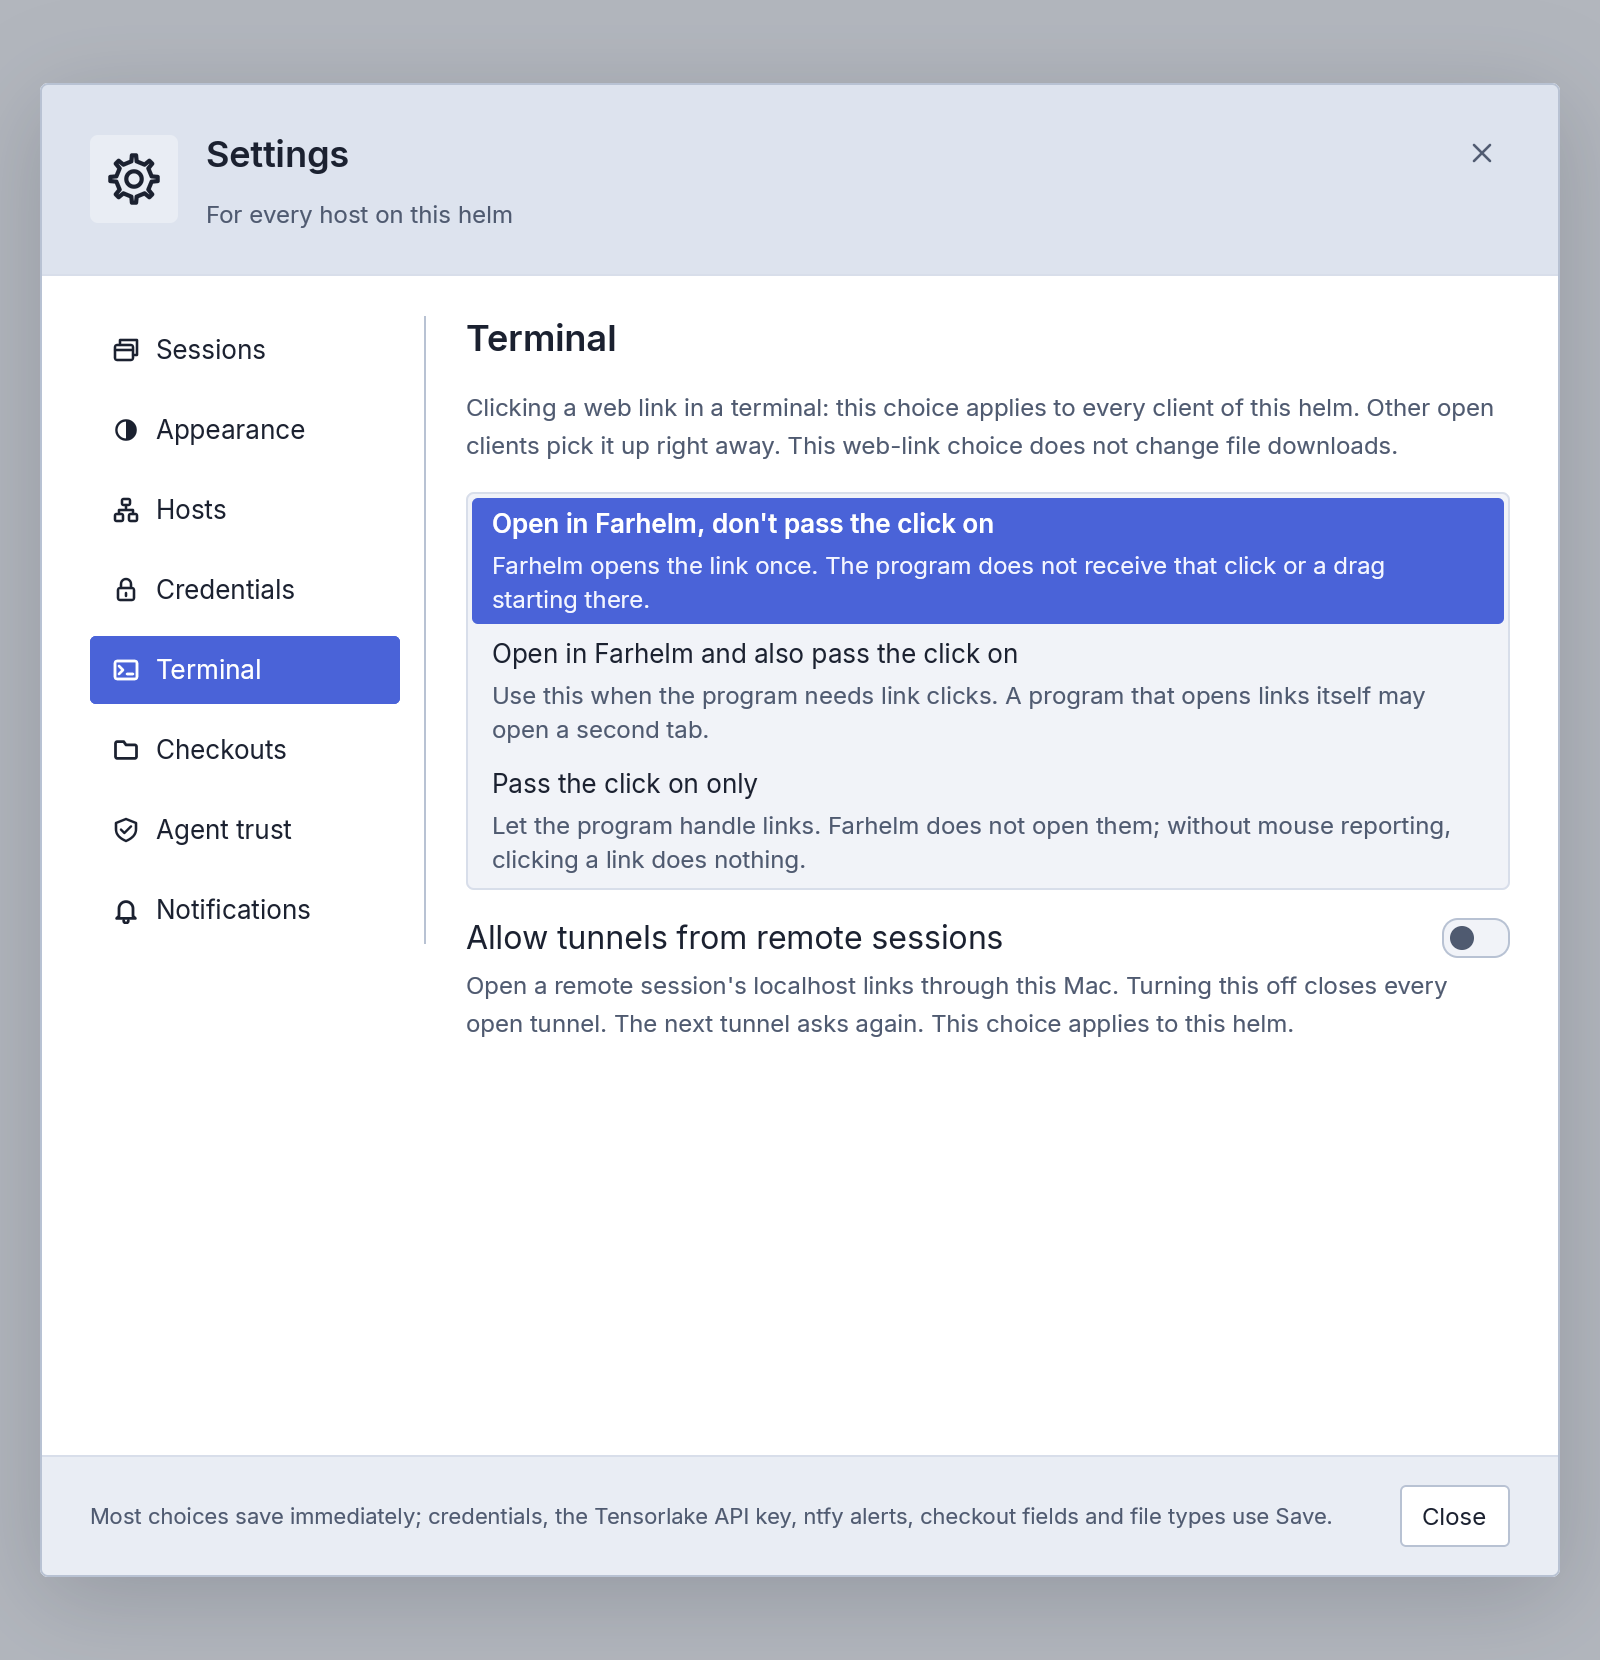 Settings
For every host on this helm
Sessions
Appearance
Hosts
Credentials
Terminal
Checkouts
Agent trust
Notifications
Terminal
Clicking a web link in a terminal: this choice applies to every client of this helm. Other open
clients pick it up right away. This web-link choice does not change file downloads.
Open in Farhelm, don't pass the click on
Farhelm opens the link once. The program does not receive that click or a drag
starting there.
Open in Farhelm and also pass the click on
Use this when the program needs link clicks. A program that opens links itself may
open a second tab.
Pass the click on only
Let the program handle links. Farhelm does not open them; without mouse reporting,
clicking a link does nothing.
Allow tunnels from remote sessions
Open a remote session's localhost links through this Mac. Turning this off closes every
open tunnel. The next tunnel asks again. This choice applies to this helm.
Most choices save immediately; credentials, the Tensorlake API key, ntfy alerts, checkout fields and file types use Save.
Close